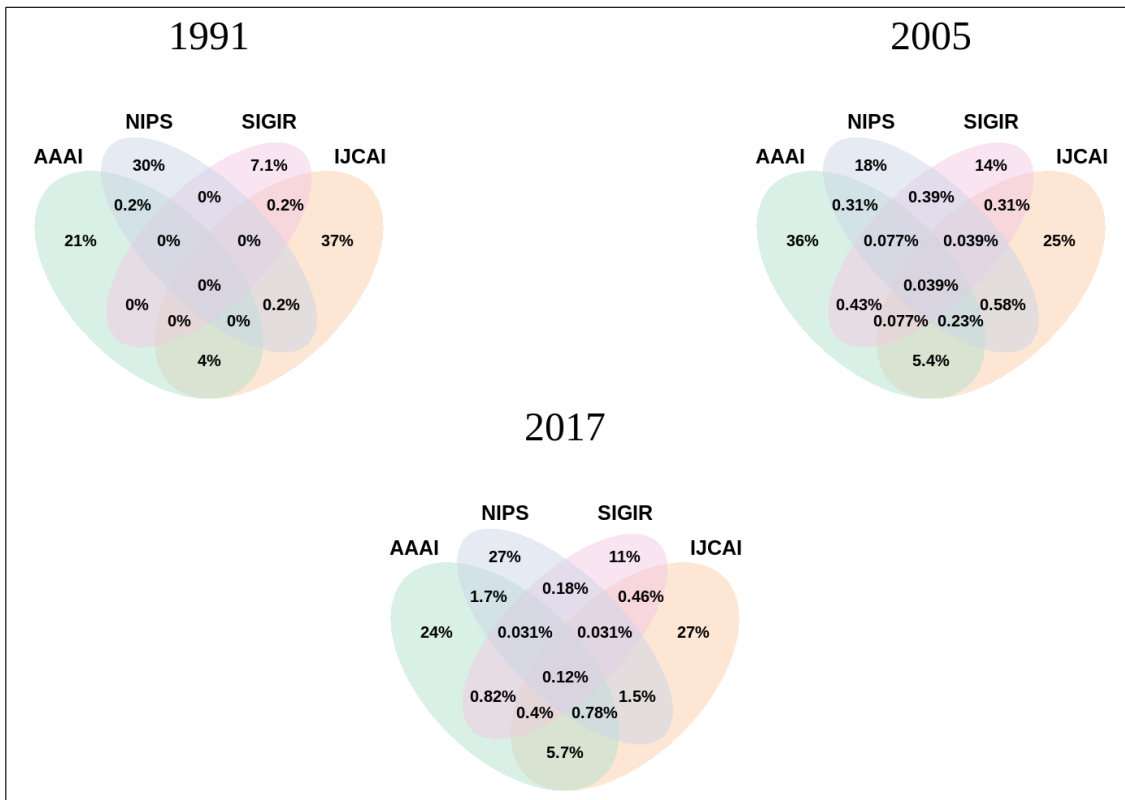 1991
NIPS SIGIR
AAAI IJCAI
30% 7.1%
0%
0.2% 0.2%
21% 0% 0% 37%
0%
0% 0.2%
0% 0%
4%
2005
NIPS SIGIR
AAAI IJCAI
18% 14%
0.39%
0.31% 0.31%
36% 0.077% 0.039% 25%
0.039%
0.43% 0.58%
0.077% 0.23%
5.4%
2017
NIPS SIGIR
AAAI IJCAI
27% 11%
0.18%
1.7% 0.46%
24% 0.031% 0.031% 27%
0.12%
0.82% 1.5%
0.4% 0.78%
5.7%